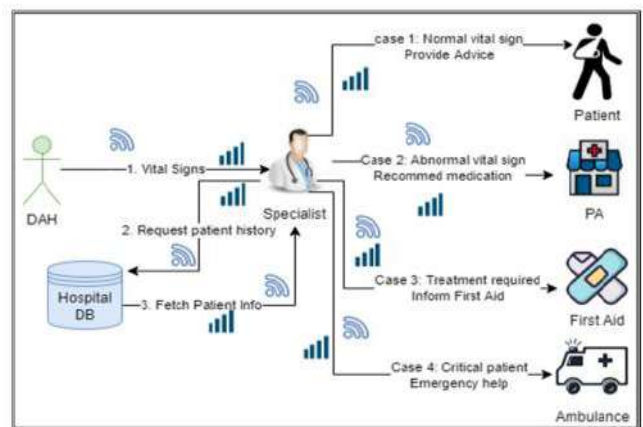 case 1: Normal vital sign
Provide Advice
Patient
1. Vital Signs
Case 2: Abnormal vital sign
Recommed medication
DAH
Specialist
PA
2. Request patient history
Hospital
DB
3. Fetch Patient Info
Case 3: Treatment required
Inform First Aid
First Aid
Case 4: Critical patient
Emergency help
Ambulance